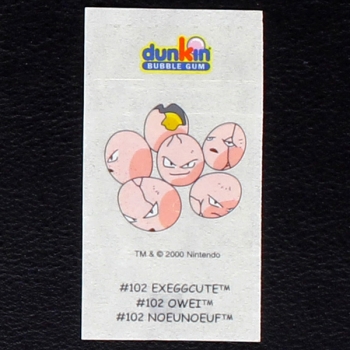 dunkin'
BUBBLE GUM
TM & © 2000 Nintendo
#102 EXEGGCUTE™
#102 OWEI™
#102 NOEUNOEUF™